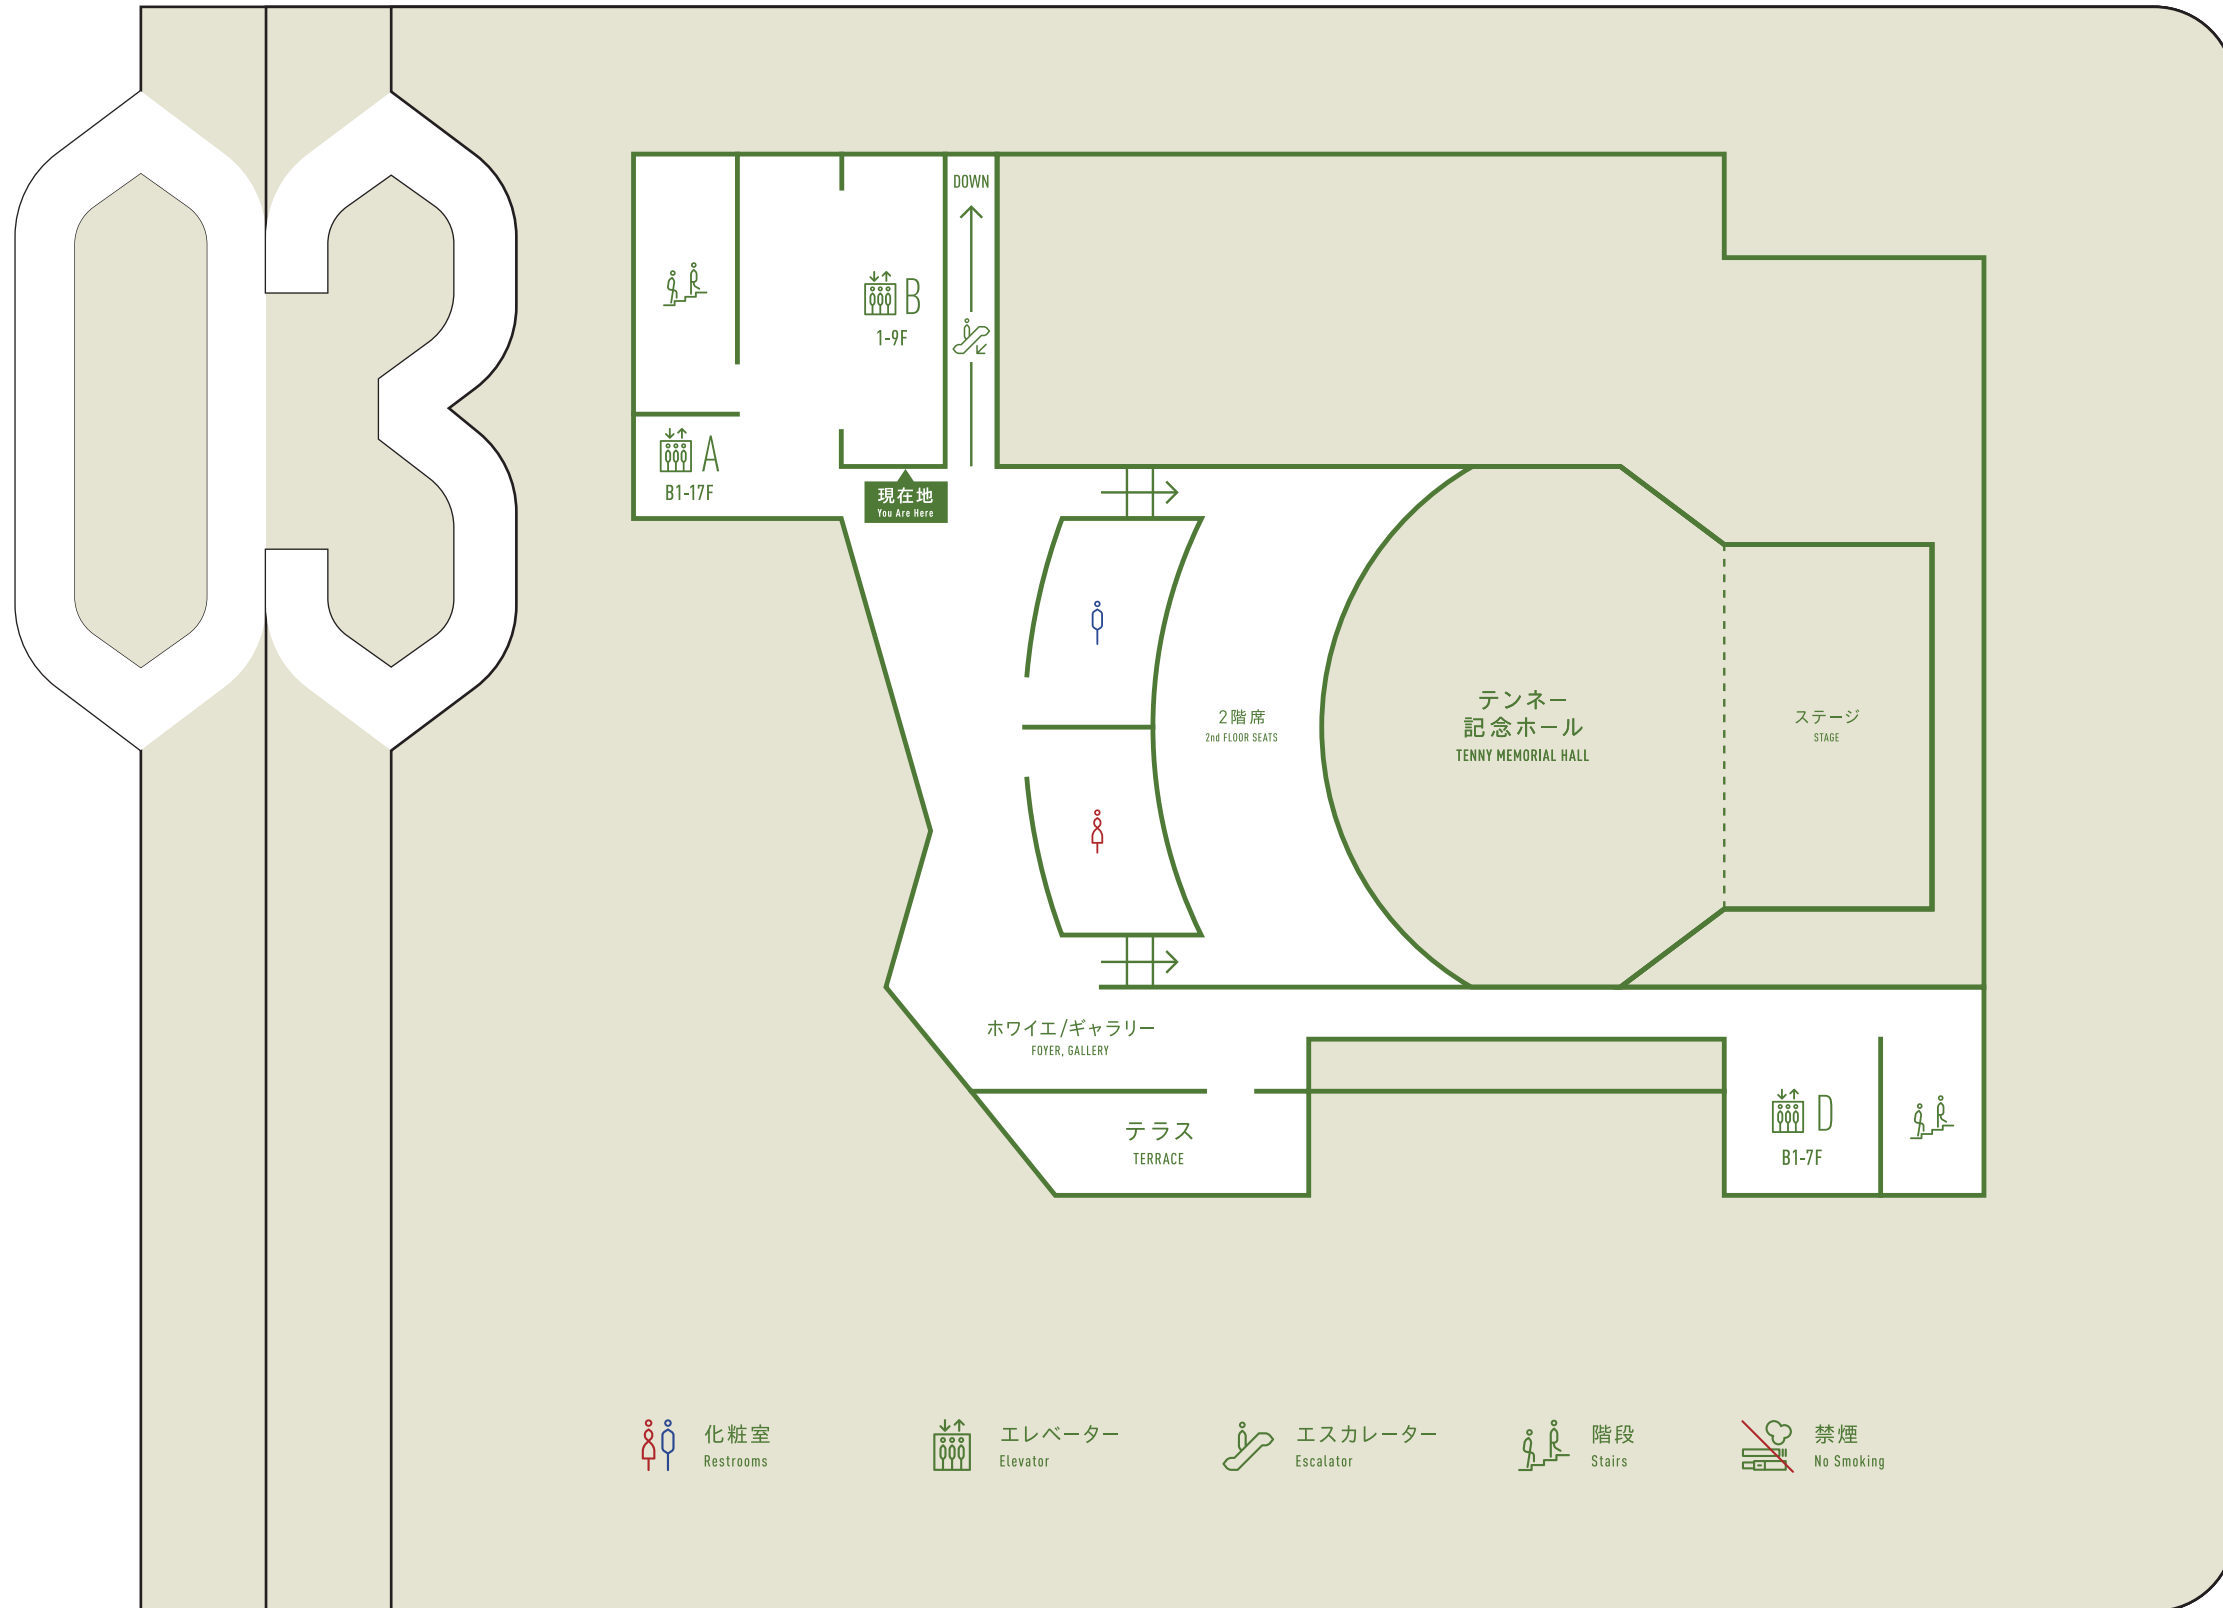 03
DOWN
B
1-9F
A
B1-17F
現在地
You Are Here
2階席
2nd FLOOR SEATS
テンネー
記念ホール
TENNY MEMORIAL HALL
ステージ
STAGE
ホワイエ/ギャラリー
FOYER, GALLERY
テラス
TERRACE
D
B1-7F
化粧室
Restrooms
エレベーター
Elevator
エスカレーター
Escalator
階段
Stairs
禁煙
No Smoking